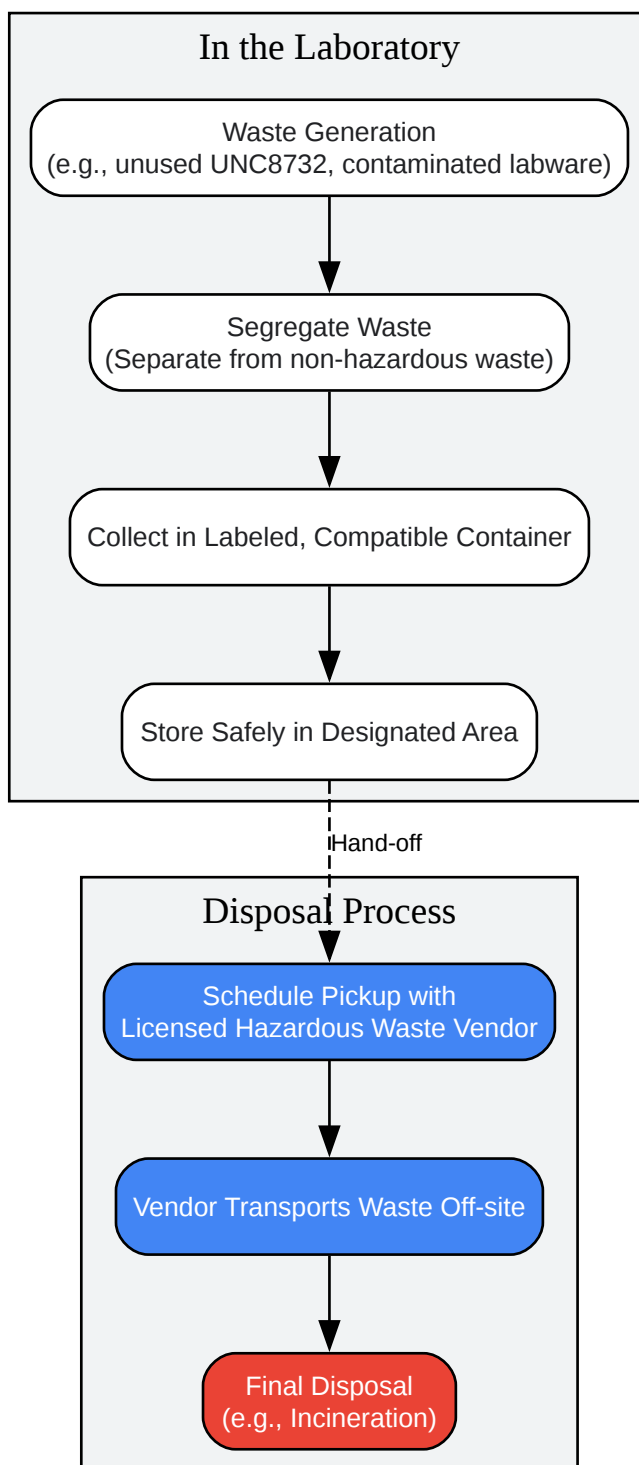 In the Laboratory
Waste Generation
(e.g., unused UNC8732, contaminated labware)
Segregate Waste
(Separate from non-hazardous waste)
Collect in Labeled, Compatible Container
Store Safely in Designated Area
Hand-off
Disposal Process
Schedule Pickup with
Licensed Hazardous Waste Vendor
Vendor Transports Waste Off-site
Final Disposal
(e.g., Incineration)